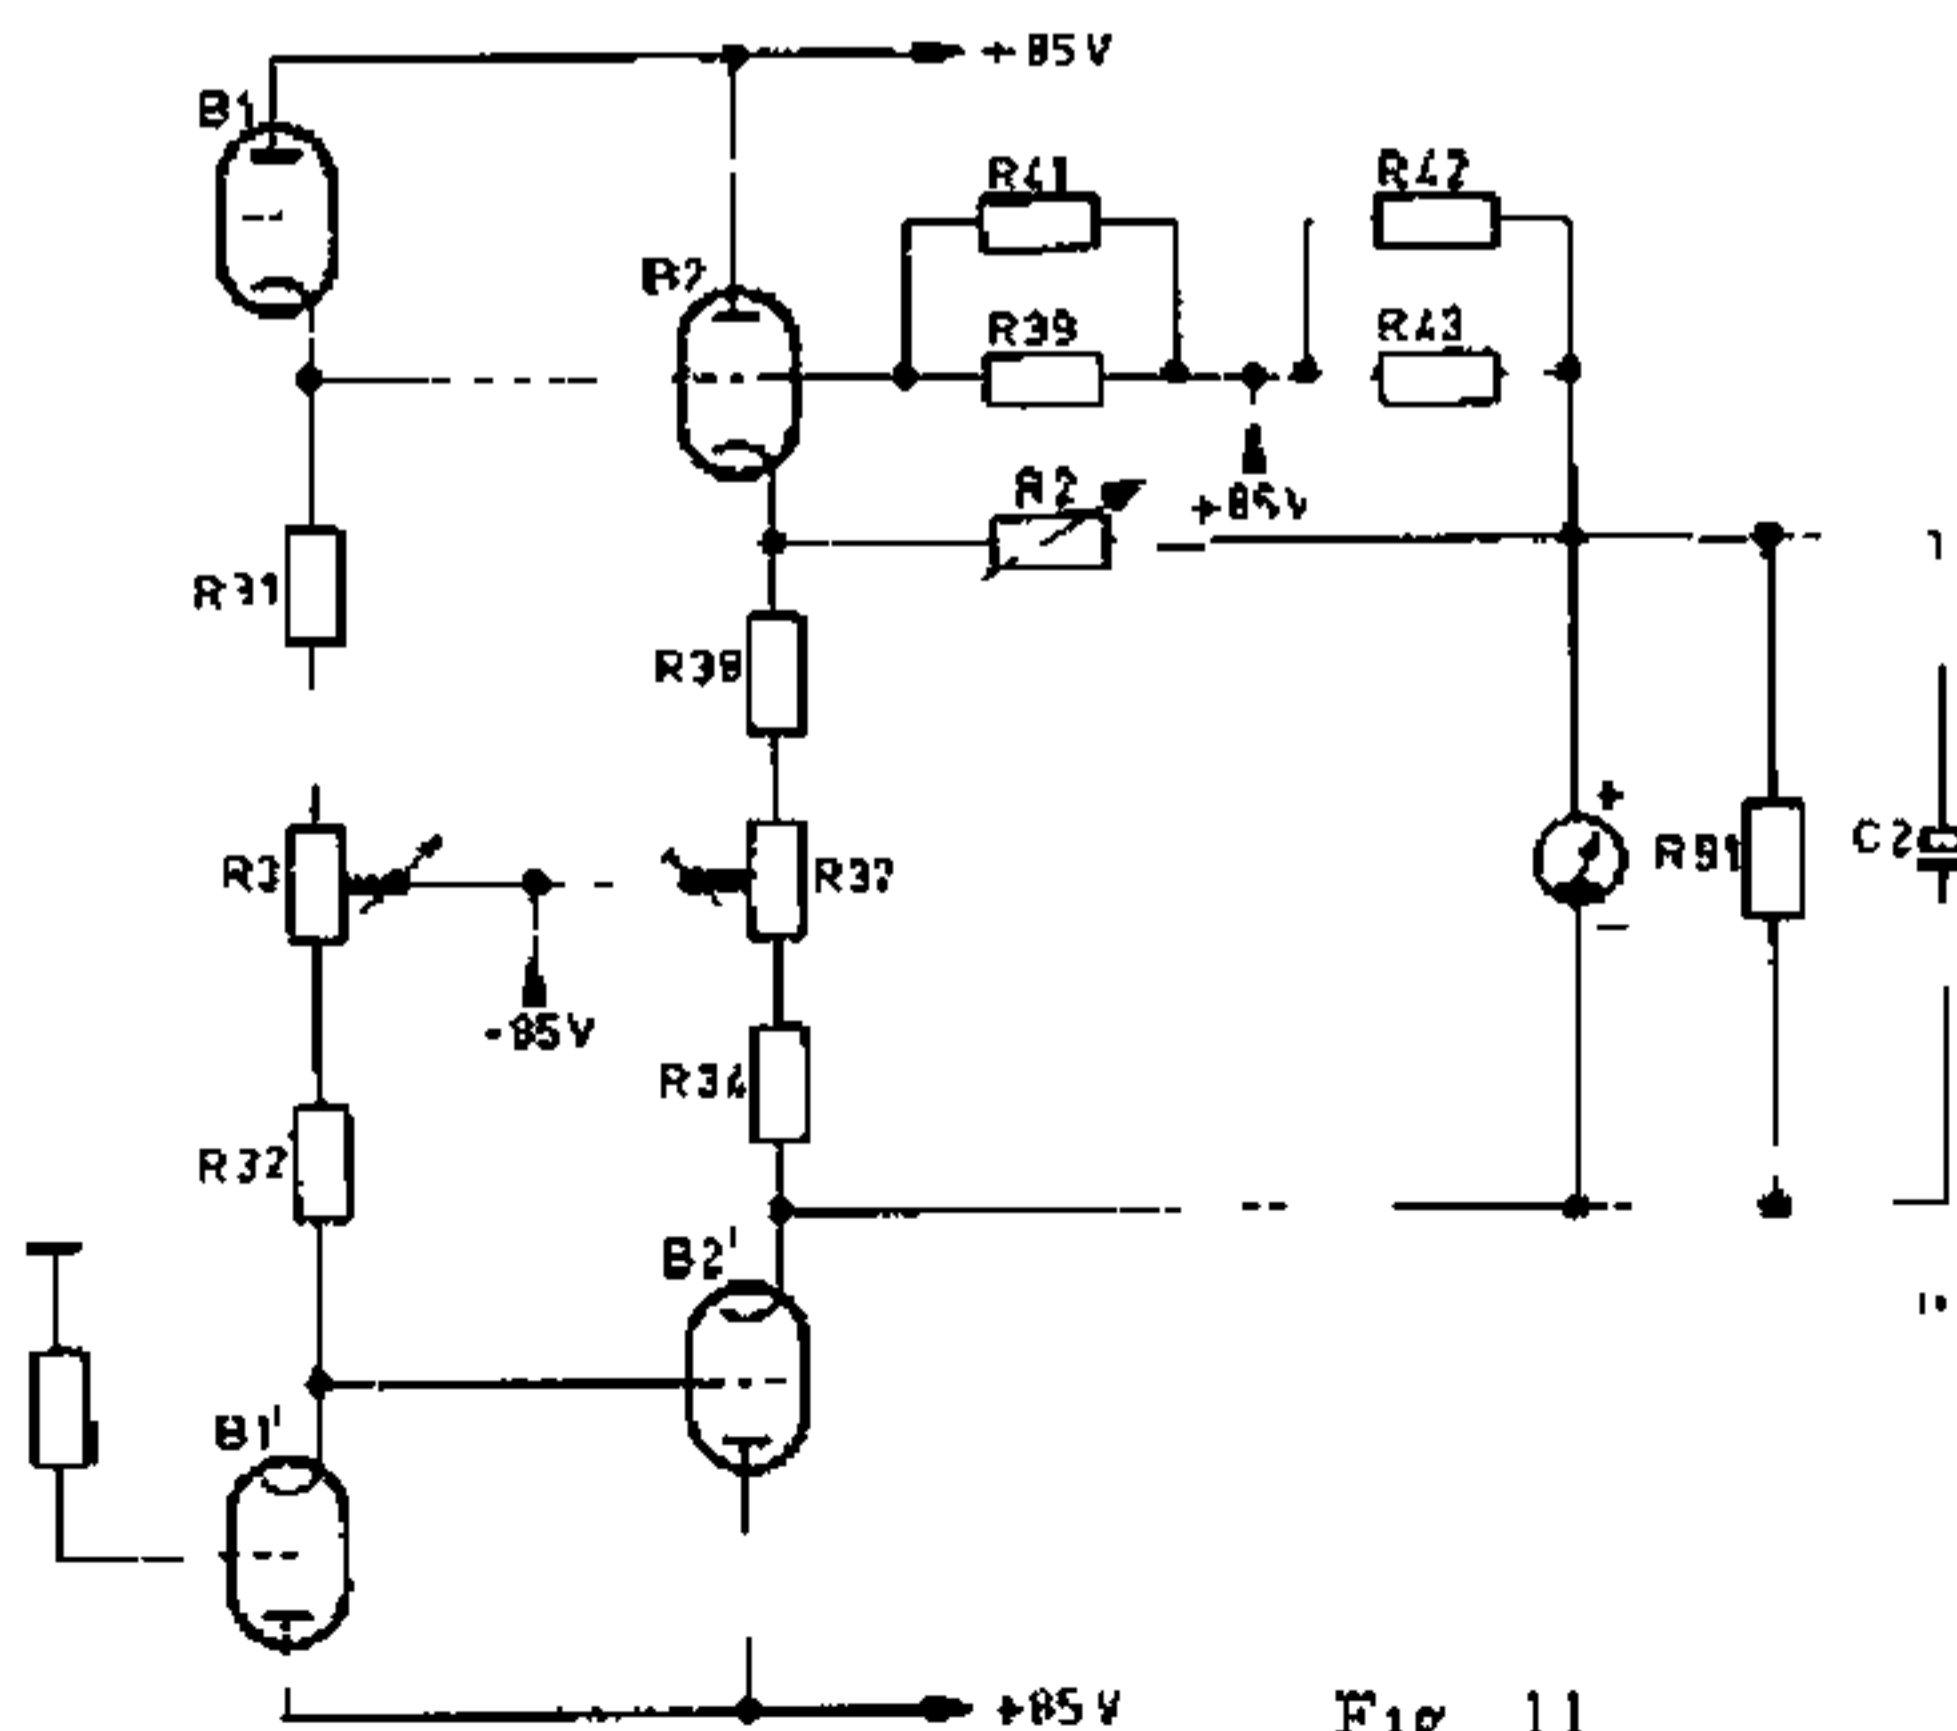 +85V
B1
R41
R42
B2
R39
R43
R2
+85V
R31
R38
+
R3
R37
R91
C2
-85V
R34
R32
B2'
B1'
+85V
Fig 11